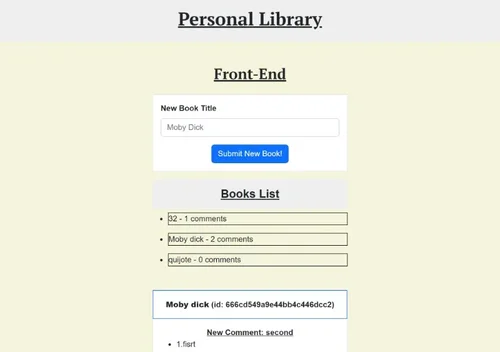 Personal Library
Front-End
New Book Title
Moby Dick
Submit New Book!
Books List
32 - 1 comments
Moby dick - 2 comments
quijote - 0 comments
Moby dick (id: 666cd549a9e44bb4c446dcc2)
New Comment: second
1.fisrt